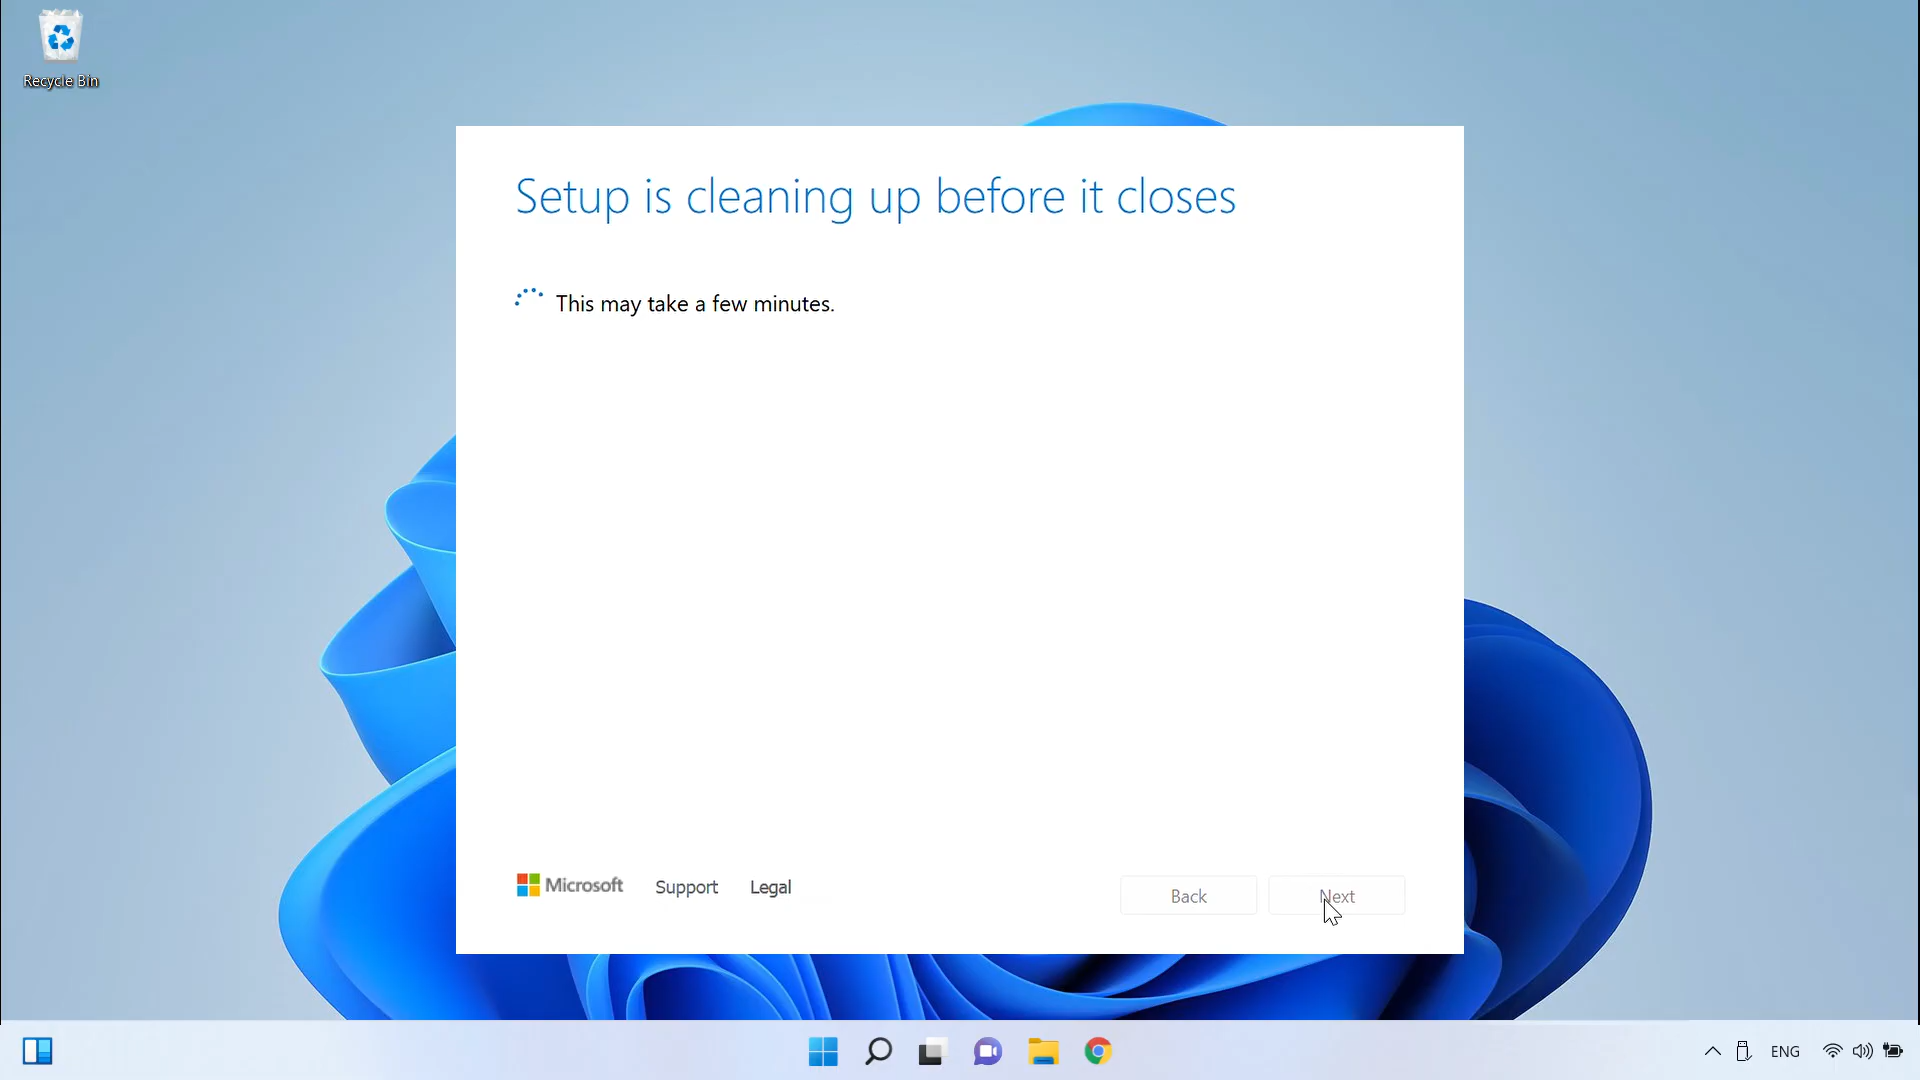 Recycle Bin
Setup is cleaning up before it closes
This may take a few minutes.
Microsoft Support Legal Back Next
ENG